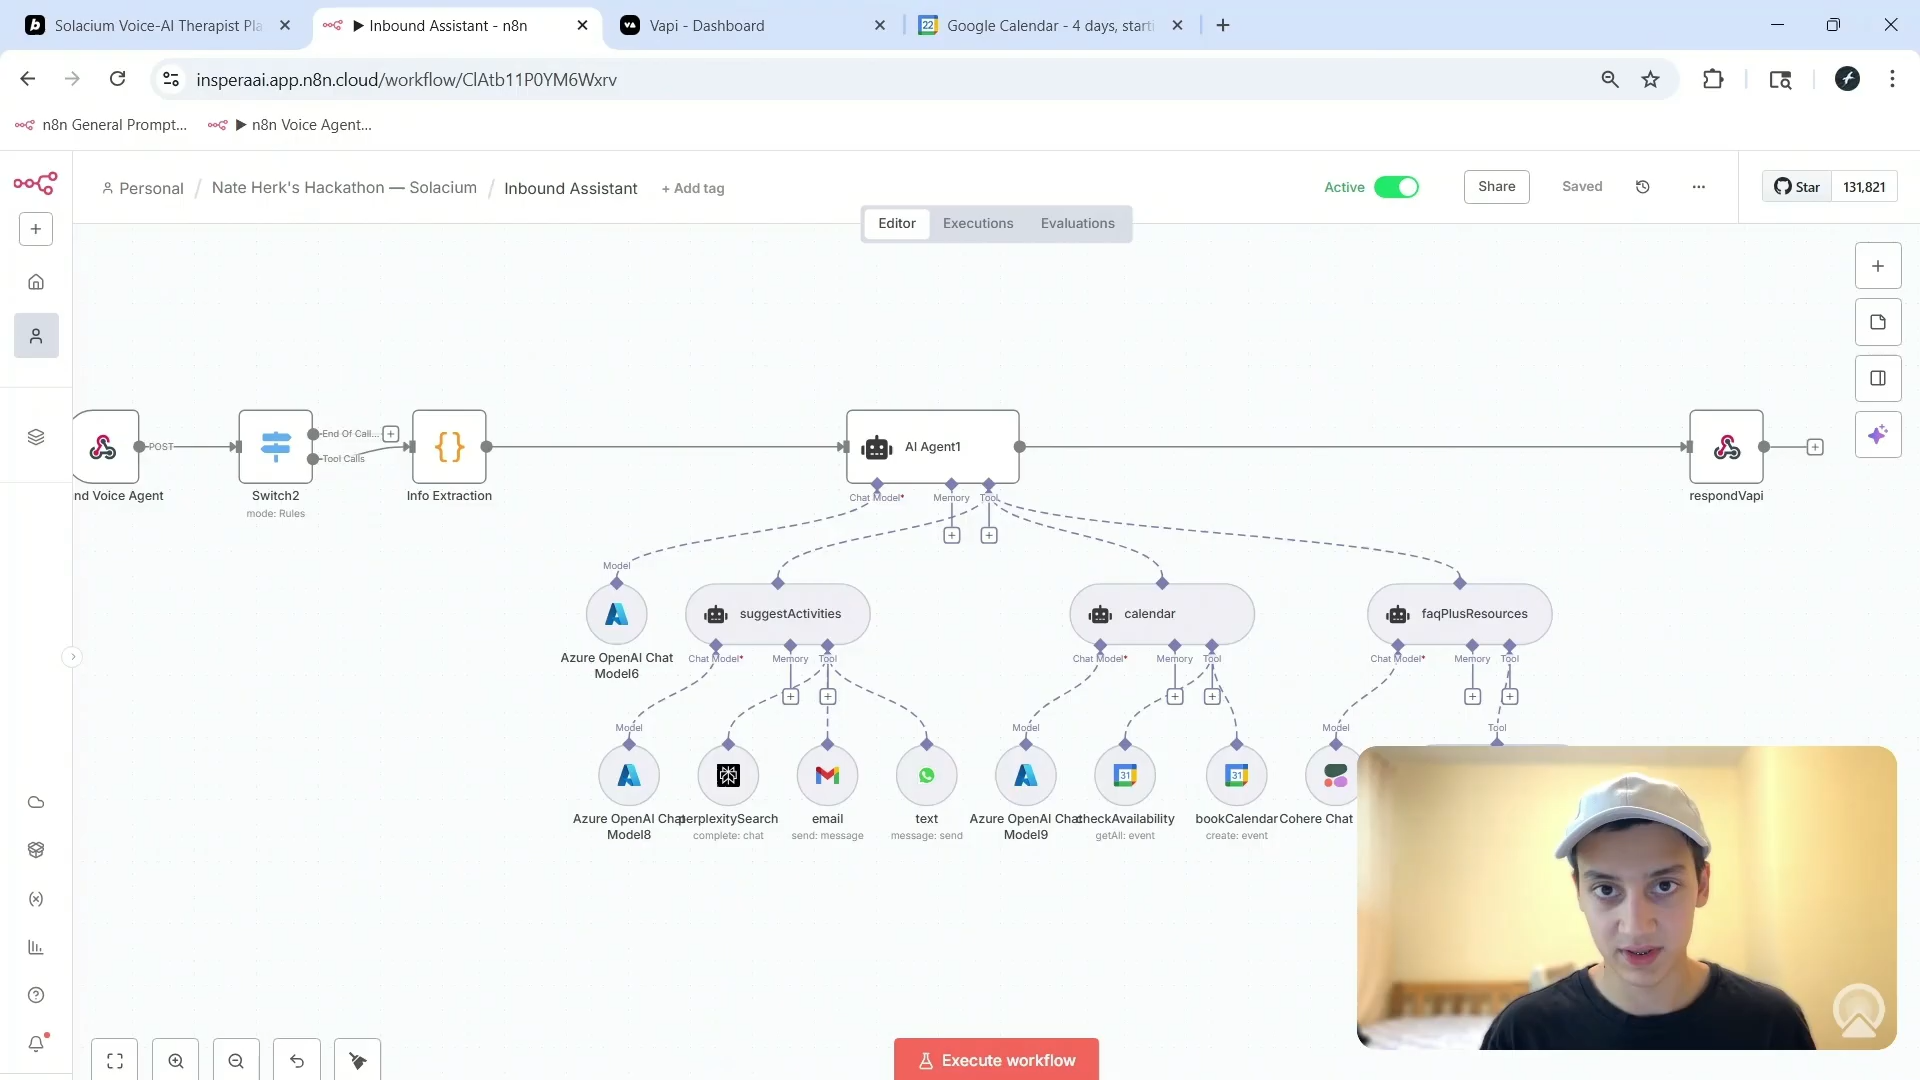 Solacium Voice-AI Therapist Pla
▶ Inbound Assistant - n8n
Vapi - Dashboard
Google Calendar - 4 days, starti
insperaai.app.n8n.cloud/workflow/ClAtb11P0YM6Wxrv
n8n General Prompt...
▶ n8n Voice Agent...
Personal / Nate Herk's Hackathon — Solacium / Inbound Assistant + Add tag
Active
Share
Saved
...
Star 131,821
Editor
Executions
Evaluations
POST
End Of Call...
Tool Calls
AI Agent1
nd Voice Agent
Switch2
mode: Rules
Info Extraction
respondVapi
Chat Model*
Memory
Tool
Model
suggestActivities
calendar
faqPlusResources
Azure OpenAI Chat
Model6
Chat Model*
Memory
Tool
Chat Model*
Memory
Tool
Chat Model*
Memory
Tool
Model
Model
Model
Tool
31
31
Azure OpenAI Chat
Model8
perplexitySearch
complete: chat
email
send: message
text
message: send
Azure OpenAI Chat
Model9
checkAvailability
getAll: event
bookCalendar
create: event
Cohere Chat
Execute workflow